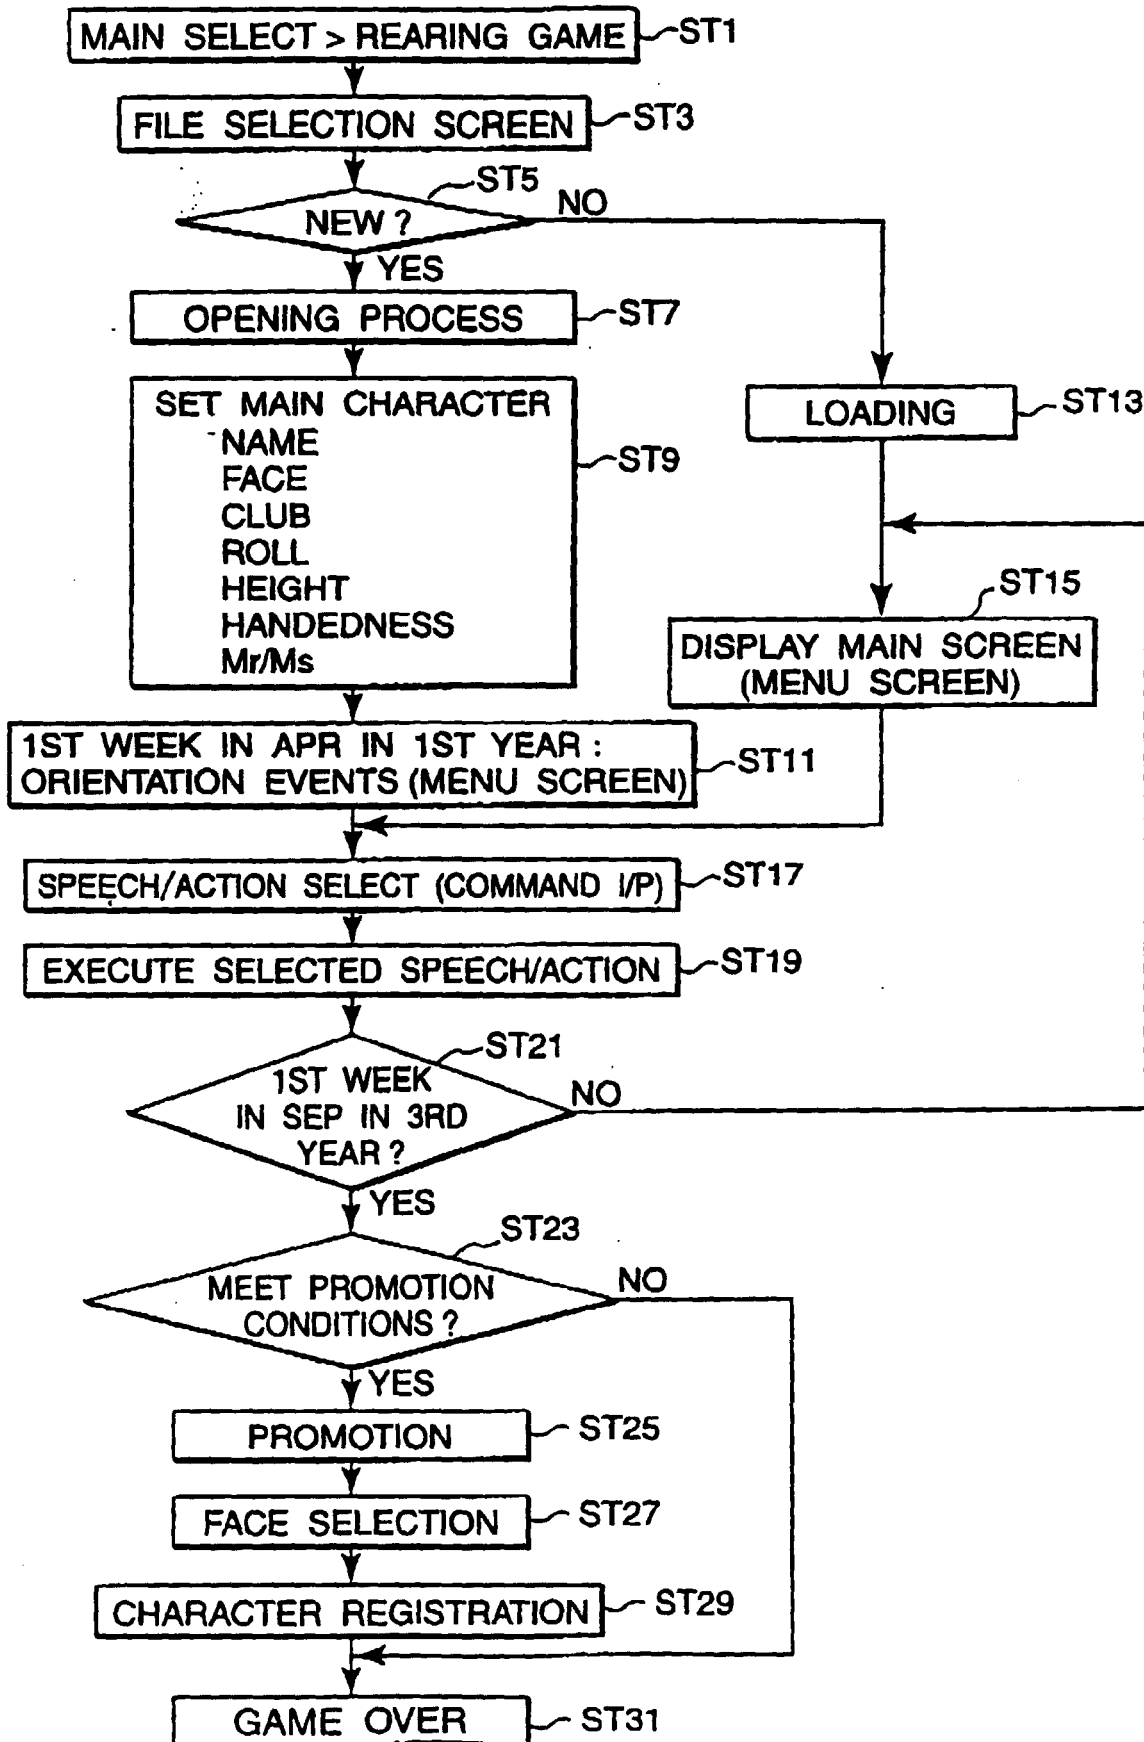 MAIN SELECT > REARING GAME ST1
FILE SELECTION SCREEN ST3
ST5
NEW ? NO
YES
OPENING PROCESS ST7
SET MAIN CHARACTER
NAME
FACE
CLUB
ROLL
HEIGHT
HANDEDNESS
Mr/Ms
ST9
LOADING ST13
ST15
DISPLAY MAIN SCREEN
(MENU SCREEN)
1ST WEEK IN APR IN 1ST YEAR :
ORIENTATION EVENTS (MENU SCREEN)
ST11
SPEECH/ACTION SELECT (COMMAND I/P) ST17
EXECUTE SELECTED SPEECH/ACTION ST19
ST21
1ST WEEK
IN SEP IN 3RD
YEAR ?
NO
YES
ST23
MEET PROMOTION
CONDITIONS ?
NO
YES
PROMOTION ST25
FACE SELECTION ST27
CHARACTER REGISTRATION ST29
GAME OVER ST31